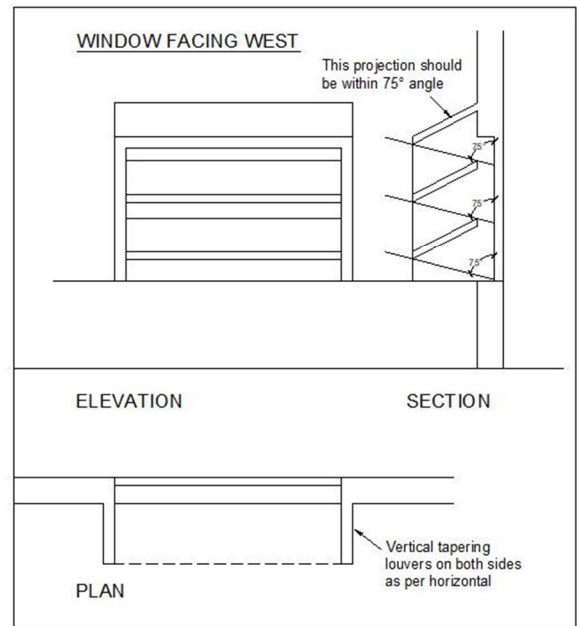 WINDOW FACING WEST
This projection should
be within 75° angle
75°
75°
75°
ELEVATION
SECTION
Vertical tapering
louvers on both sides
as per horizontal
PLAN